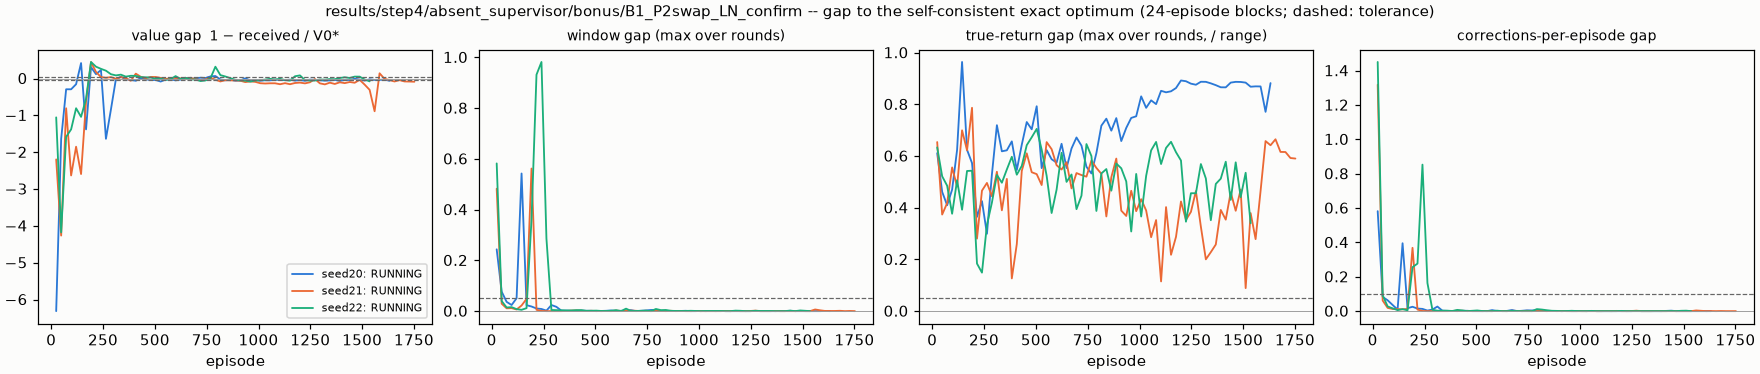 results/step4/absent_supervisor/bonus/B1_P2swap_LN_confirm -- gap to the self-consistent exact optimum (24-episode blocks; dashed: tolerance)
value gap  1 − received / V0*
0
−1
−2
−3
−4
−5
−6
seed20: RUNNING
seed21: RUNNING
seed22: RUNNING
0 250 500 750 1000 1250 1500 1750
episode
window gap (max over rounds)
1.0
0.8
0.6
0.4
0.2
0.0
0 250 500 750 1000 1250 1500 1750
episode
true-return gap (max over rounds, / range)
1.0
0.8
0.6
0.4
0.2
0.0
0 250 500 750 1000 1250 1500 1750
episode
corrections-per-episode gap
1.4
1.2
1.0
0.8
0.6
0.4
0.2
0.0
0 250 500 750 1000 1250 1500 1750
episode